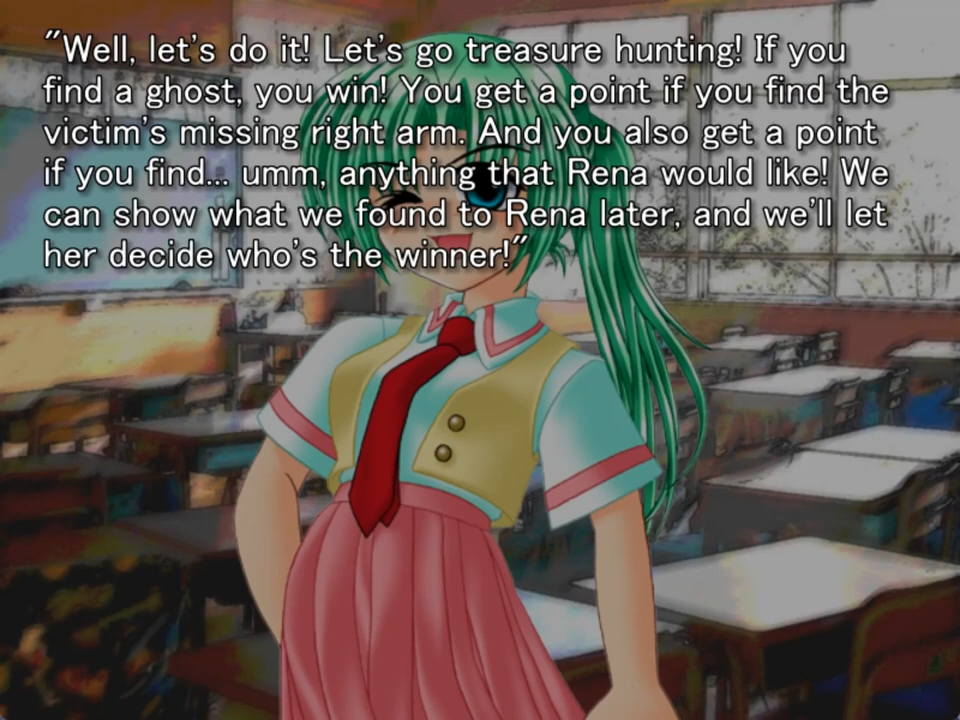 "Well, let's do it! Let's go treasure hunting! If you
find a ghost, you win! You get a point if you find the
victim's missing right arm. And you also get a point
if you find... umm, anything that Rena would like! We
can show what we found to Rena later, and we'll let
her decide who's the winner!"